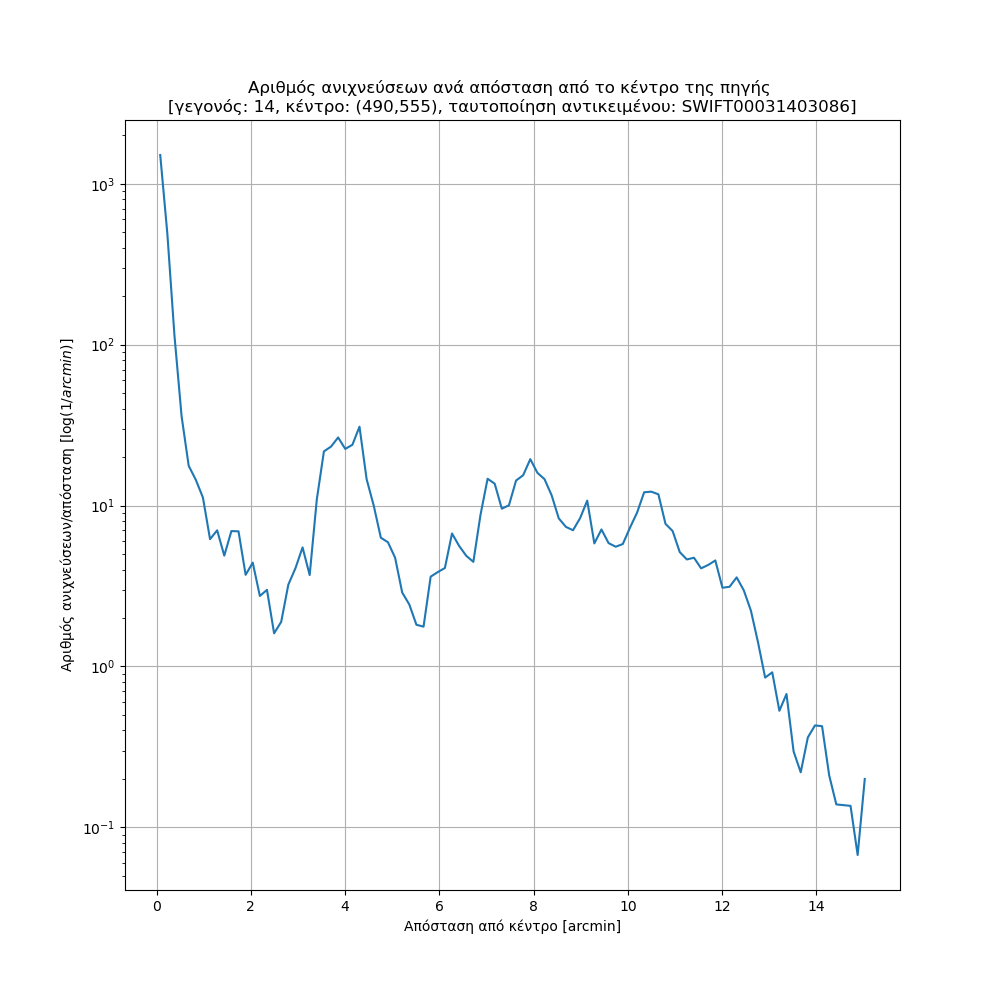 Αριθμός ανιχνεύσεων ανά απόσταση από το κέντρο της πηγής
[γεγονός: 14, κέντρο: (490,555), ταυτοποίηση αντικειμένου: SWIFT00031403086]
Αριθμός ανιχνεύσεων/απόσταση [log(1/arcmin)]
10³
10²
10¹
10⁰
10⁻¹
0 2 4 6 8 10 12 14
Απόσταση από κέντρο [arcmin]